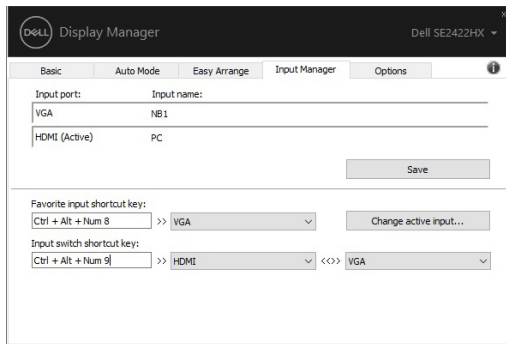 DELL Display Manager Dell SE2422HX
Basic Auto Mode Easy Arrange Input Manager Options
Input port: Input name:
VGA NB1
HDMI (Active) PC
Save
Favorite input shortcut key:
Ctrl + Alt + Num 8 >> VGA Change active input...
Input switch shortcut key:
Ctrl + Alt + Num 9 >> HDMI <<>> VGA